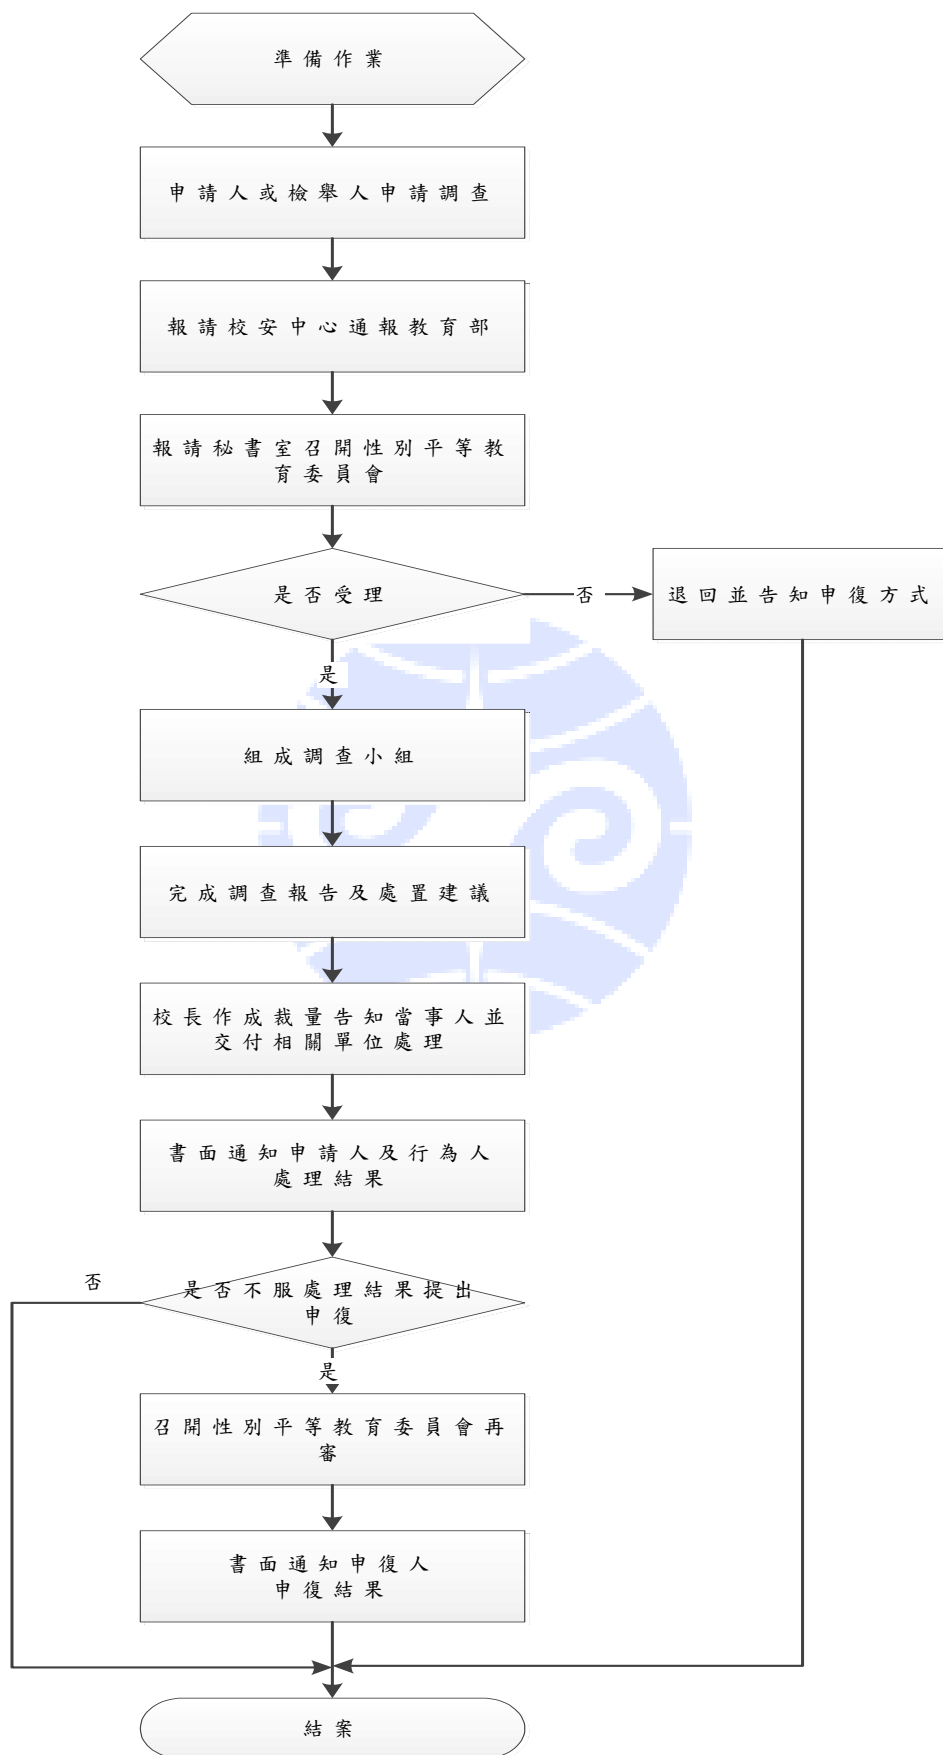 準備作業
申請人或檢舉人申請調查
報請校安中心通報教育部
報請秘書室召開性別平等教
育委員會
是否受理
否
退回並告知申復方式
是
組成調查小組
完成調查報告及處置建議
校長作成裁量告知當事人並
交付相關單位處理
書面通知申請人及行為人
處理結果
否
是否不服處理結果提出
申復
是
召開性別平等教育委員會再
審
書面通知申復人
申復結果
結案